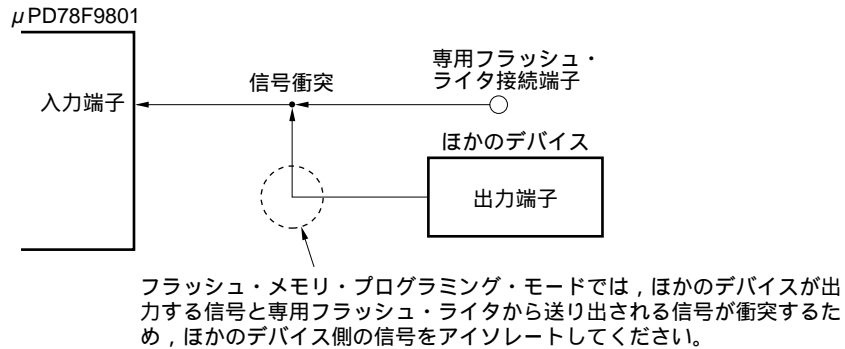 μPD78F9801
専用フラッシュ・
ライタ接続端子
信号衝突
入力端子
ほかのデバイス
出力端子
フラッシュ・メモリ・プログラミング・モードでは，ほかのデバイスが出
力する信号と専用フラッシュ・ライタから送り出される信号が衝突するた
め，ほかのデバイス側の信号をアイソレートしてください。